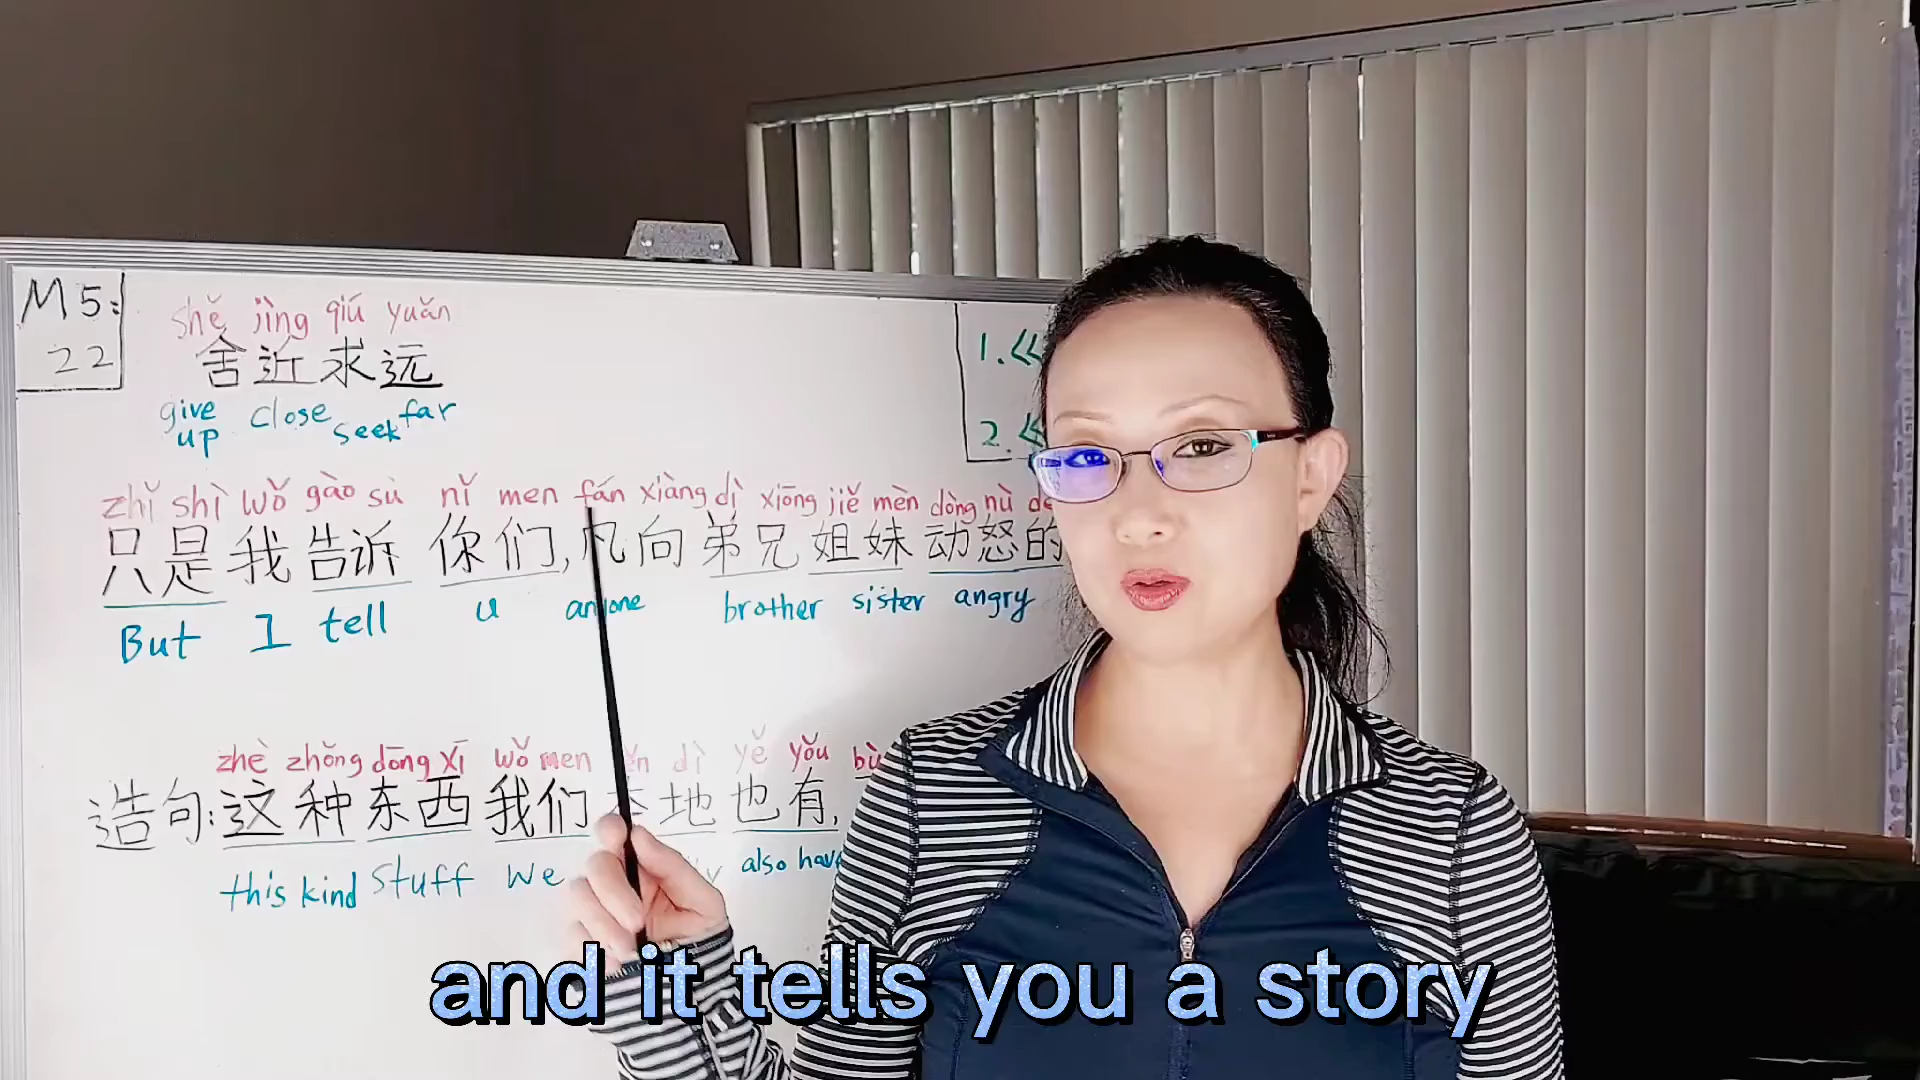 M5:
22
shě jìng qiú yuǎn
舍近求远
give close seek far
up
1.《
2.《
zhǐ shì wǒ gào sù nǐ men fán xiàng dì xiōng jiě mèn dòng nù de
只是我告诉你们,凡向弟兄姐妹动怒的
But I tell u anyone brother sister angry
zhè zhǒng dōng xī wǒ men dì yě yǒu bù
造句:这种东西我们本地也有,
this kind stuff we also have
and it tells you a story